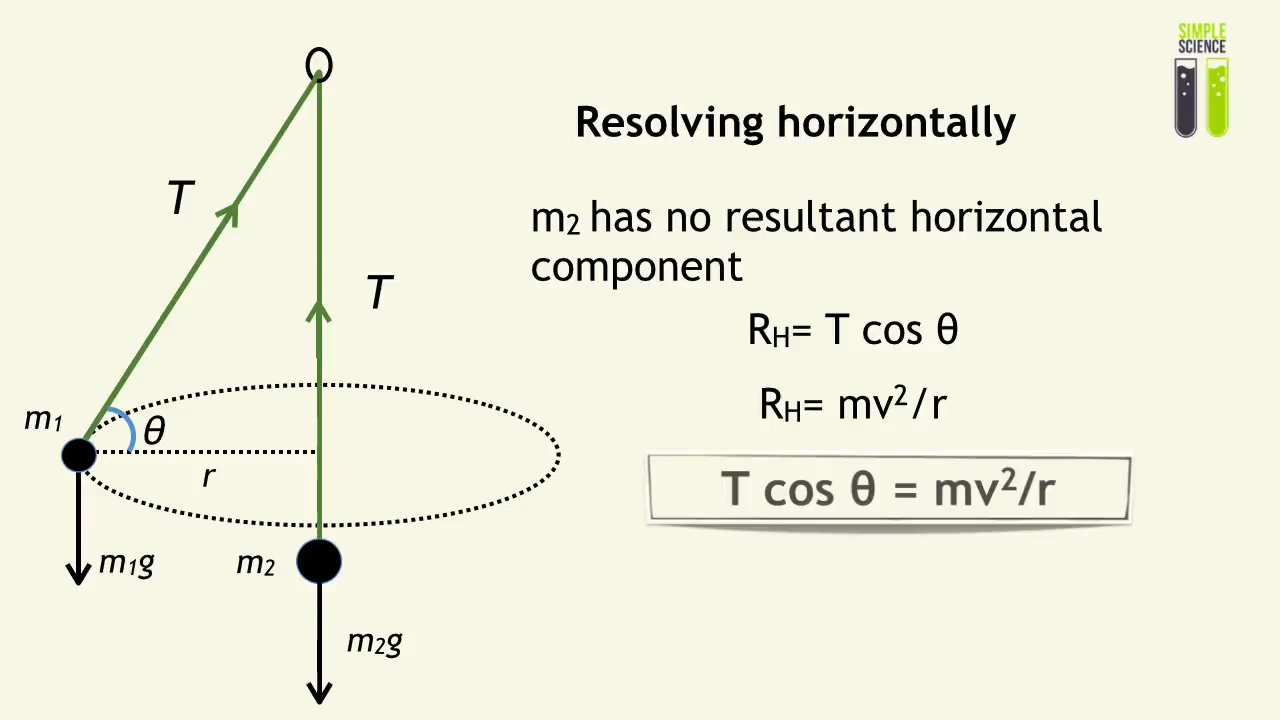 SIMPLE
SCIENCE
Resolving horizontally
T
m₂ has no resultant horizontal
component
T
R_H= T cos θ
R_H= mv²/r
m₁
θ
r
T cos θ = mv²/r
m₁g
m₂
m₂g